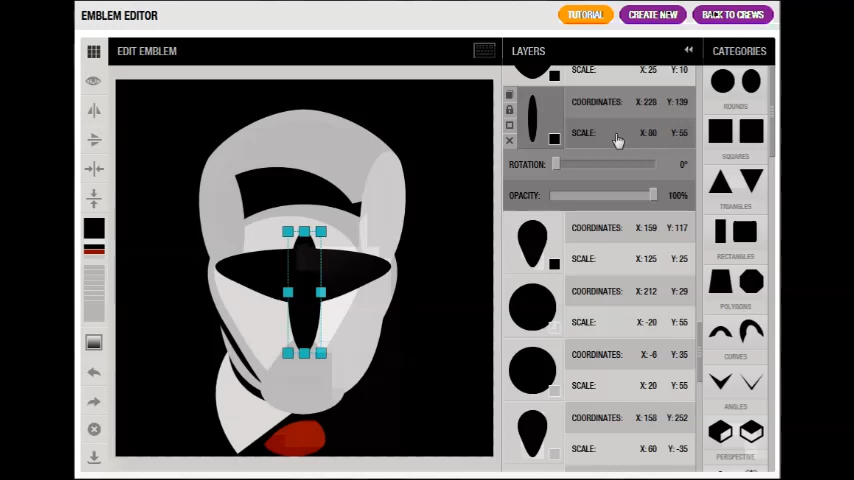 EMBLEM EDITOR
TUTORIAL
CREATE NEW
BACK TO CREWS
EDIT EMBLEM
LAYERS
CATEGORIES
SCALE: X: 25 Y: 10
COORDINATES: X: 228 Y: 139
SCALE: X: 80 Y: 55
ROTATION: 0°
OPACITY: 100%
COORDINATES: X: 159 Y: 117
SCALE: X: 125 Y: 25
COORDINATES: X: 212 Y: 29
SCALE: X: -20 Y: 55
COORDINATES: X: -6 Y: 35
SCALE: X: 20 Y: 55
COORDINATES: X: 158 Y: 252
SCALE: X: 60 Y: -35
ROUNDS
SQUARES
TRIANGLES
RECTANGLES
POLYGONS
CURVES
ANGLES
PERSPECTIVE